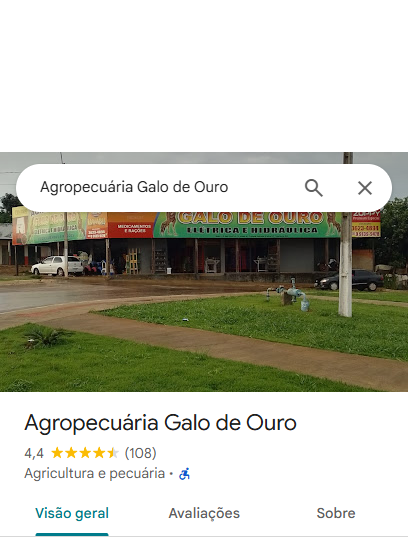 Agropecuária Galo de Ouro
GALO DE OURO
ELÉTRICA E HIDRÁULICA
MEDICAMENTOS
E RAÇÕES
Agropecuária Galo de Ouro
4,4 (108)
Agricultura e pecuária ·
Visão geral Avaliações Sobre